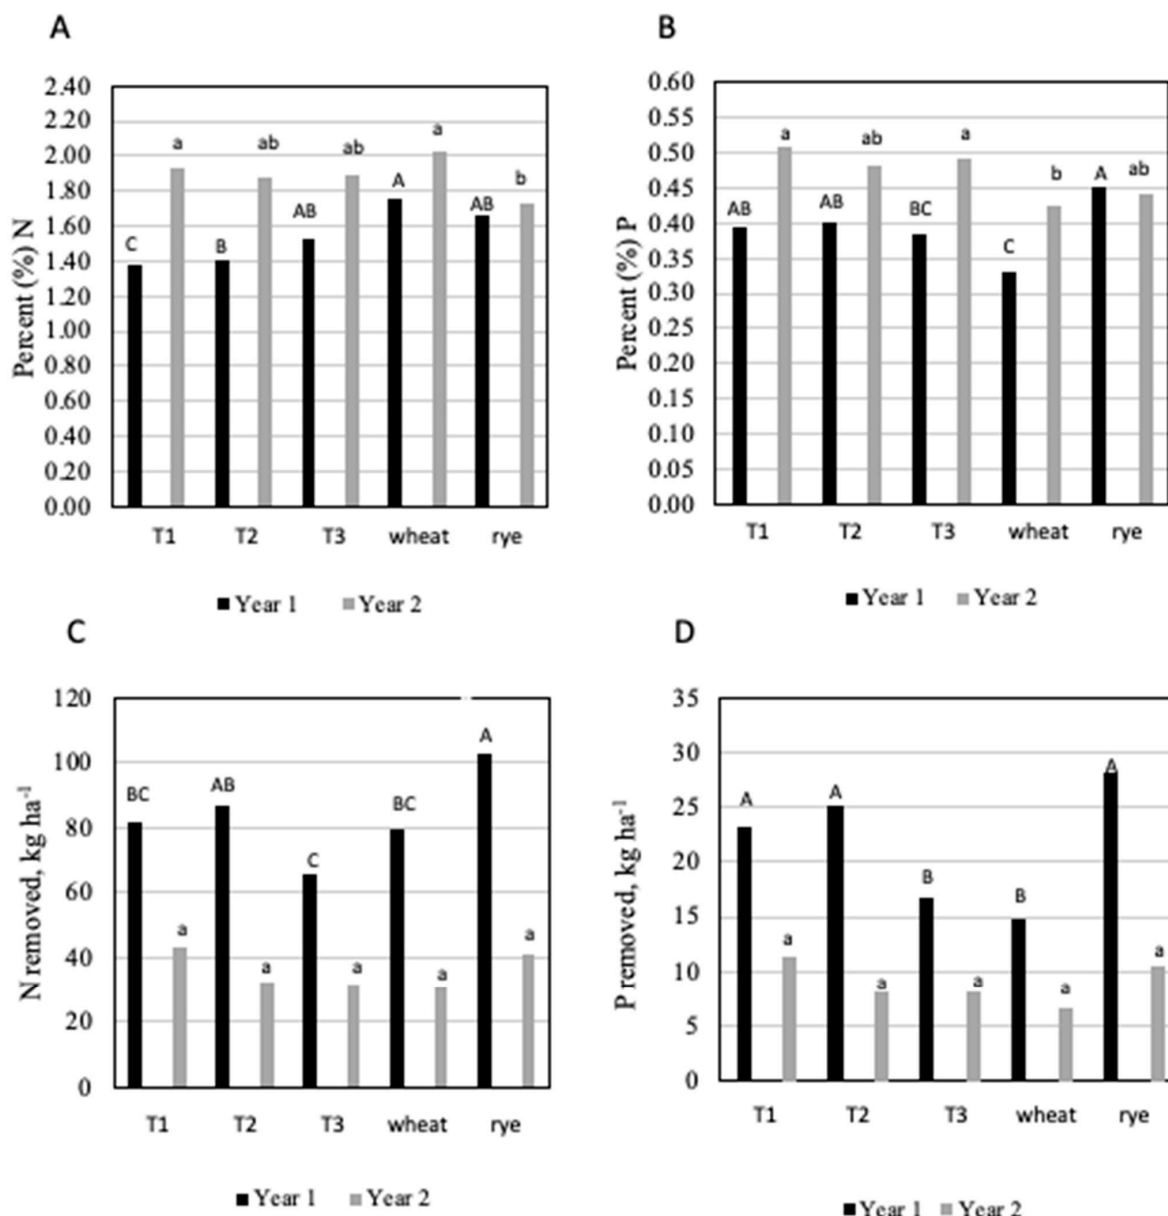 A
Percent (%) N
2.40
2.20
2.00
1.80
1.60
1.40
1.20
1.00
0.80
0.60
0.40
0.20
0.00
C
a
B
ab
AB
ab
A
a
AB
b
T1 T2 T3 wheat rye
Year 1 Year 2
B
Percent (%) P
0.60
0.55
0.50
0.45
0.40
0.35
0.30
0.25
0.20
0.15
0.10
0.05
0.00
AB
a
AB
ab
BC
a
C
b
A
ab
T1 T2 T3 wheat rye
Year 1 Year 2
C
N removed, kg ha⁻¹
120
100
80
60
40
20
0
BC
a
AB
a
C
a
BC
a
A
a
T1 T2 T3 wheat rye
Year 1 Year 2
D
P removed, kg ha⁻¹
35
30
25
20
15
10
5
0
A
a
A
a
B
a
B
a
A
a
T1 T2 T3 wheat rye
Year 1 Year 2